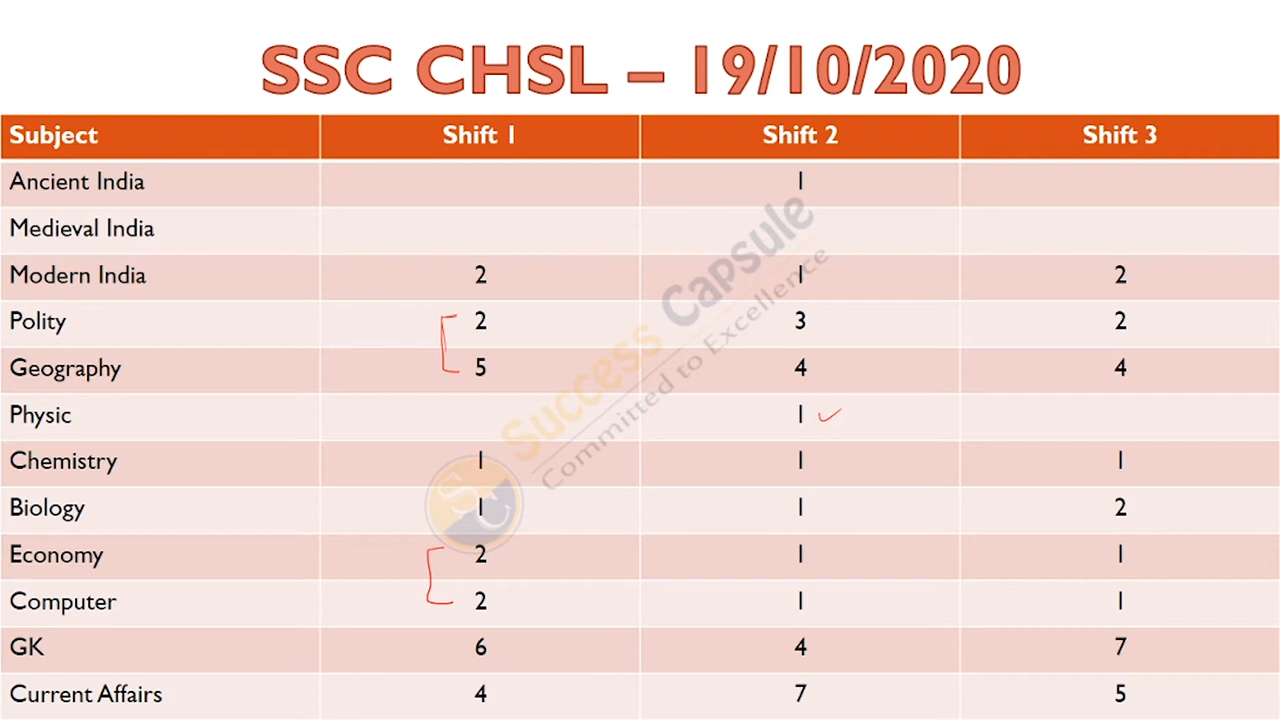 SSC CHSL – 19/10/2020
Subject Shift 1 Shift 2 Shift 3
Ancient India 1
Medieval India
Modern India 2 1 2
Polity 2 3 2
Geography 5 4 4
Physic 1
Chemistry 1 1 1
Biology 1 1 2
Economy 2 1 1
Computer 2 1 1
GK 6 4 7
Current Affairs 4 7 5
Success Capsule
Committed to Excellence
SC